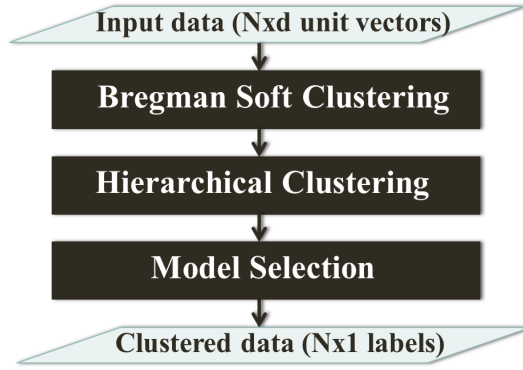 Input data (Nxd unit vectors)
Bregman Soft Clustering
Hierarchical Clustering
Model Selection
Clustered data (Nx1 labels)